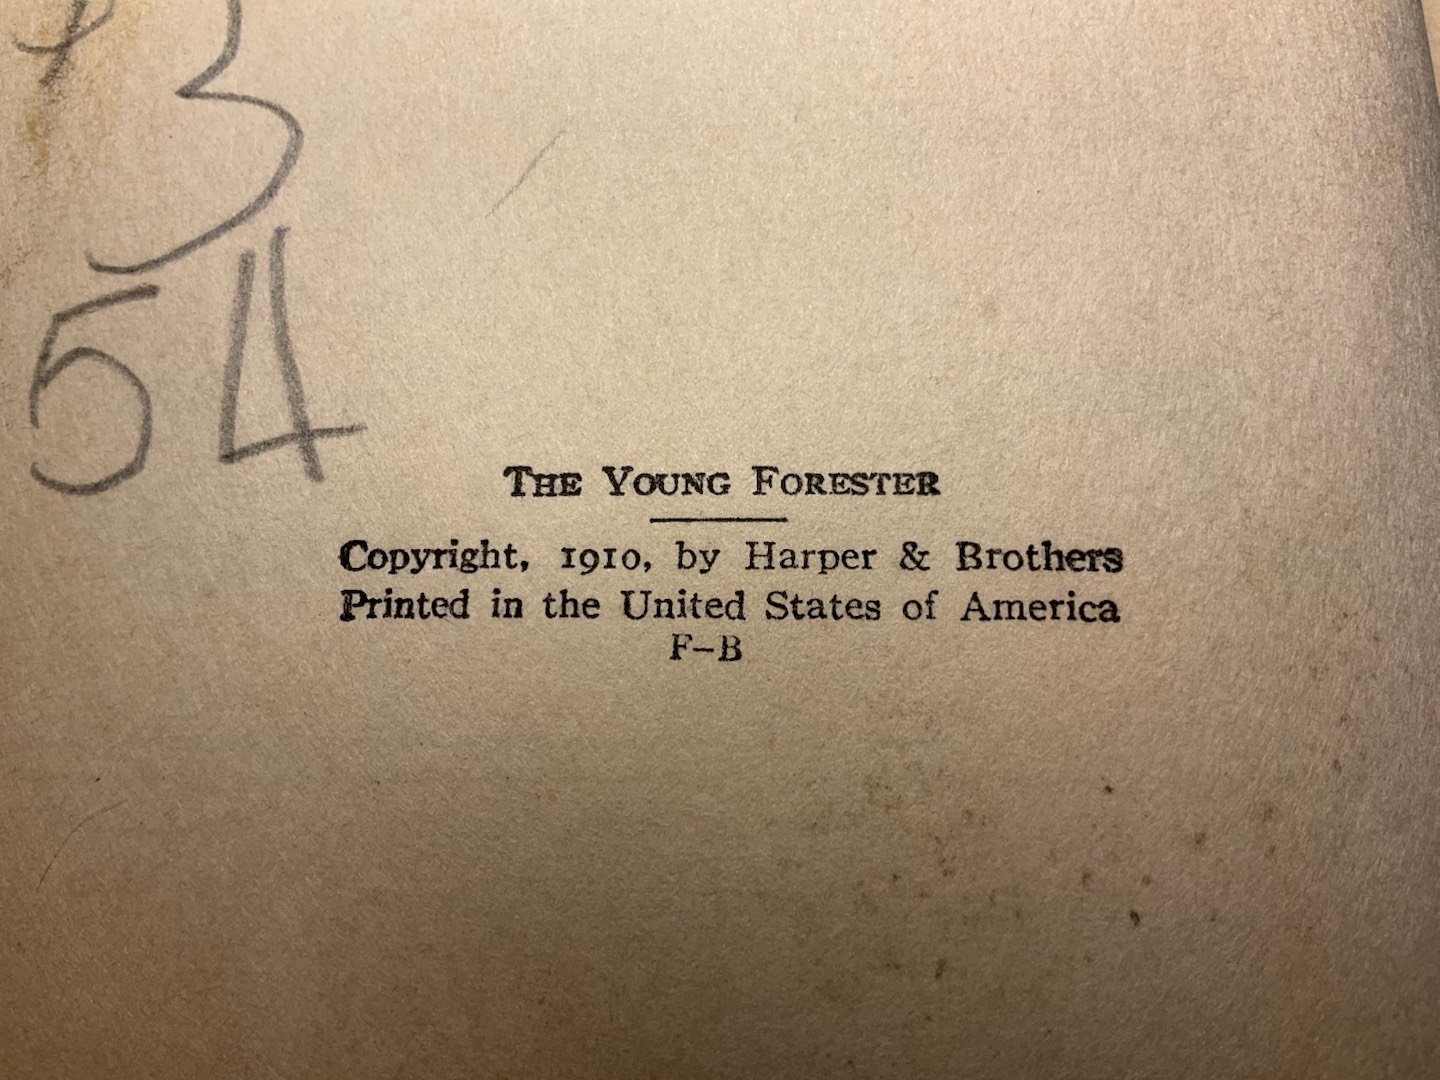 3
54
THE YOUNG FORESTER
Copyright, 1910, by Harper & Brothers
Printed in the United States of America
F-B